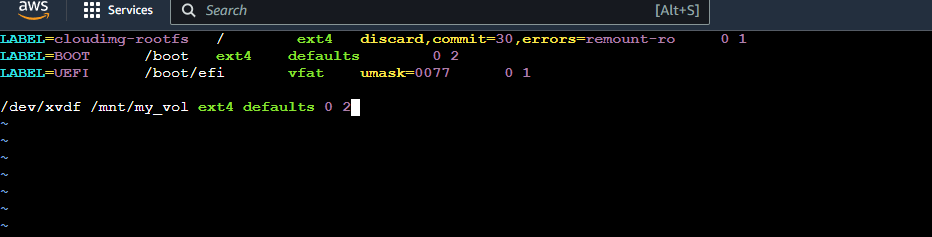 aws Services Search [Alt+S]
LABEL=cloudimg-rootfs / ext4 discard,commit=30,errors=remount-ro 0 1
LABEL=BOOT /boot ext4 defaults 0 2
LABEL=UEFI /boot/efi vfat umask=0077 0 1
/dev/xvdf /mnt/my_vol ext4 defaults 0 2
~
~
~
~
~
~
~